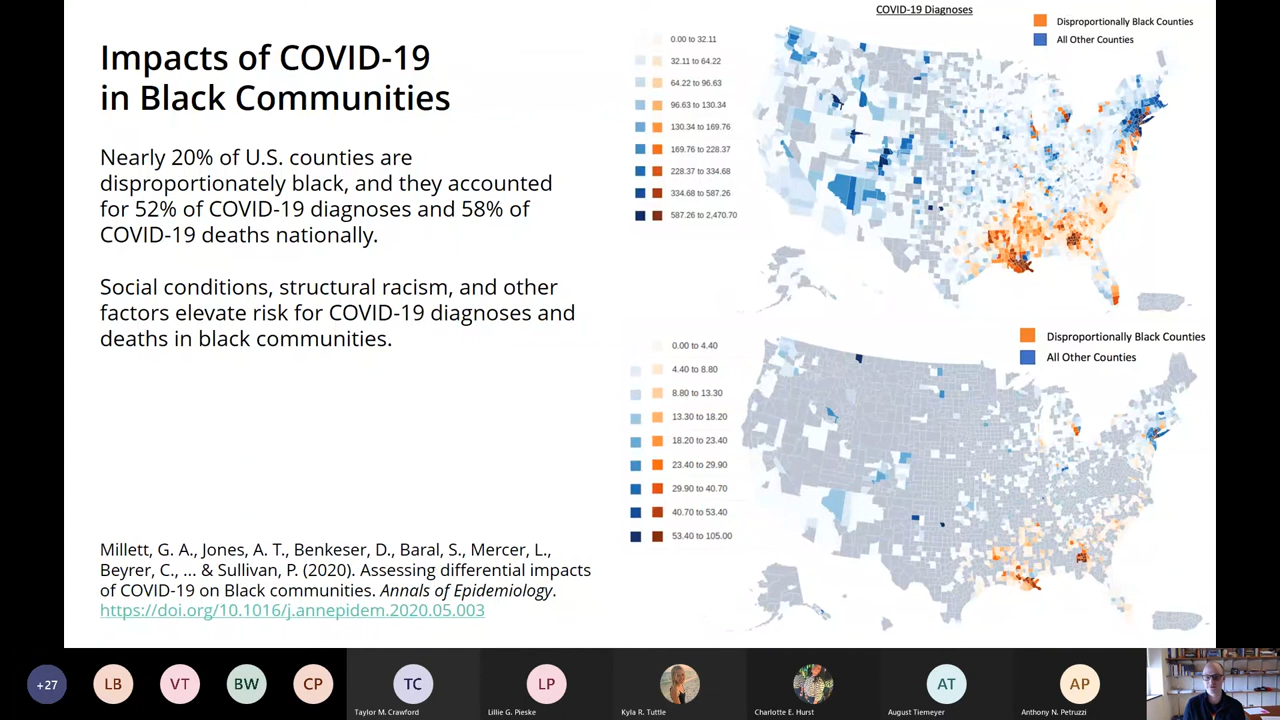 Impacts of COVID-19
in Black Communities
Nearly 20% of U.S. counties are
disproportionately black, and they accounted
for 52% of COVID-19 diagnoses and 58% of
COVID-19 deaths nationally.
Social conditions, structural racism, and other
factors elevate risk for COVID-19 diagnoses and
deaths in black communities.
Millett, G. A., Jones, A. T., Benkeser, D., Baral, S., Mercer, L.,
Beyrer, C., ... & Sullivan, P. (2020). Assessing differential impacts
of COVID-19 on Black communities. Annals of Epidemiology.
https://doi.org/10.1016/j.annepidem.2020.05.003
COVID-19 Diagnoses
Disproportionally Black Counties
All Other Counties
0.00 to 32.11
32.11 to 64.22
64.22 to 96.63
96.63 to 130.34
130.34 to 169.76
169.76 to 228.37
228.37 to 334.68
334.68 to 587.26
587.26 to 2,470.70
Disproportionally Black Counties
All Other Counties
0.00 to 4.40
4.40 to 8.80
8.80 to 13.30
13.30 to 18.20
18.20 to 23.40
23.40 to 29.90
29.90 to 40.70
40.70 to 53.40
53.40 to 105.00
+27
LB
VT
BW
CP
TC
Taylor M. Crawford
LP
Lillie G. Pieske
Kyla R. Tuttle
Charlotte E. Hurst
AT
August Tiemeyer
AP
Anthony N. Petruzzi